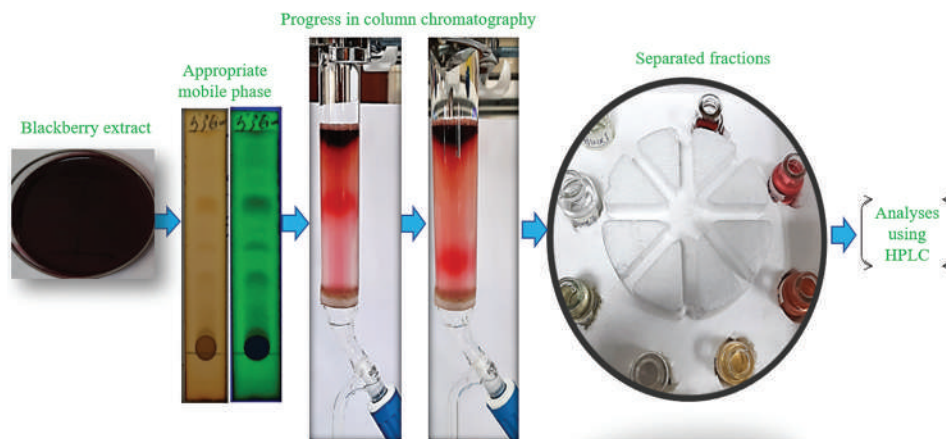 Progress in column chromatography
Appropriate
mobile phase
Separated fractions
Blackberry extract
Analyses
using
HPLC